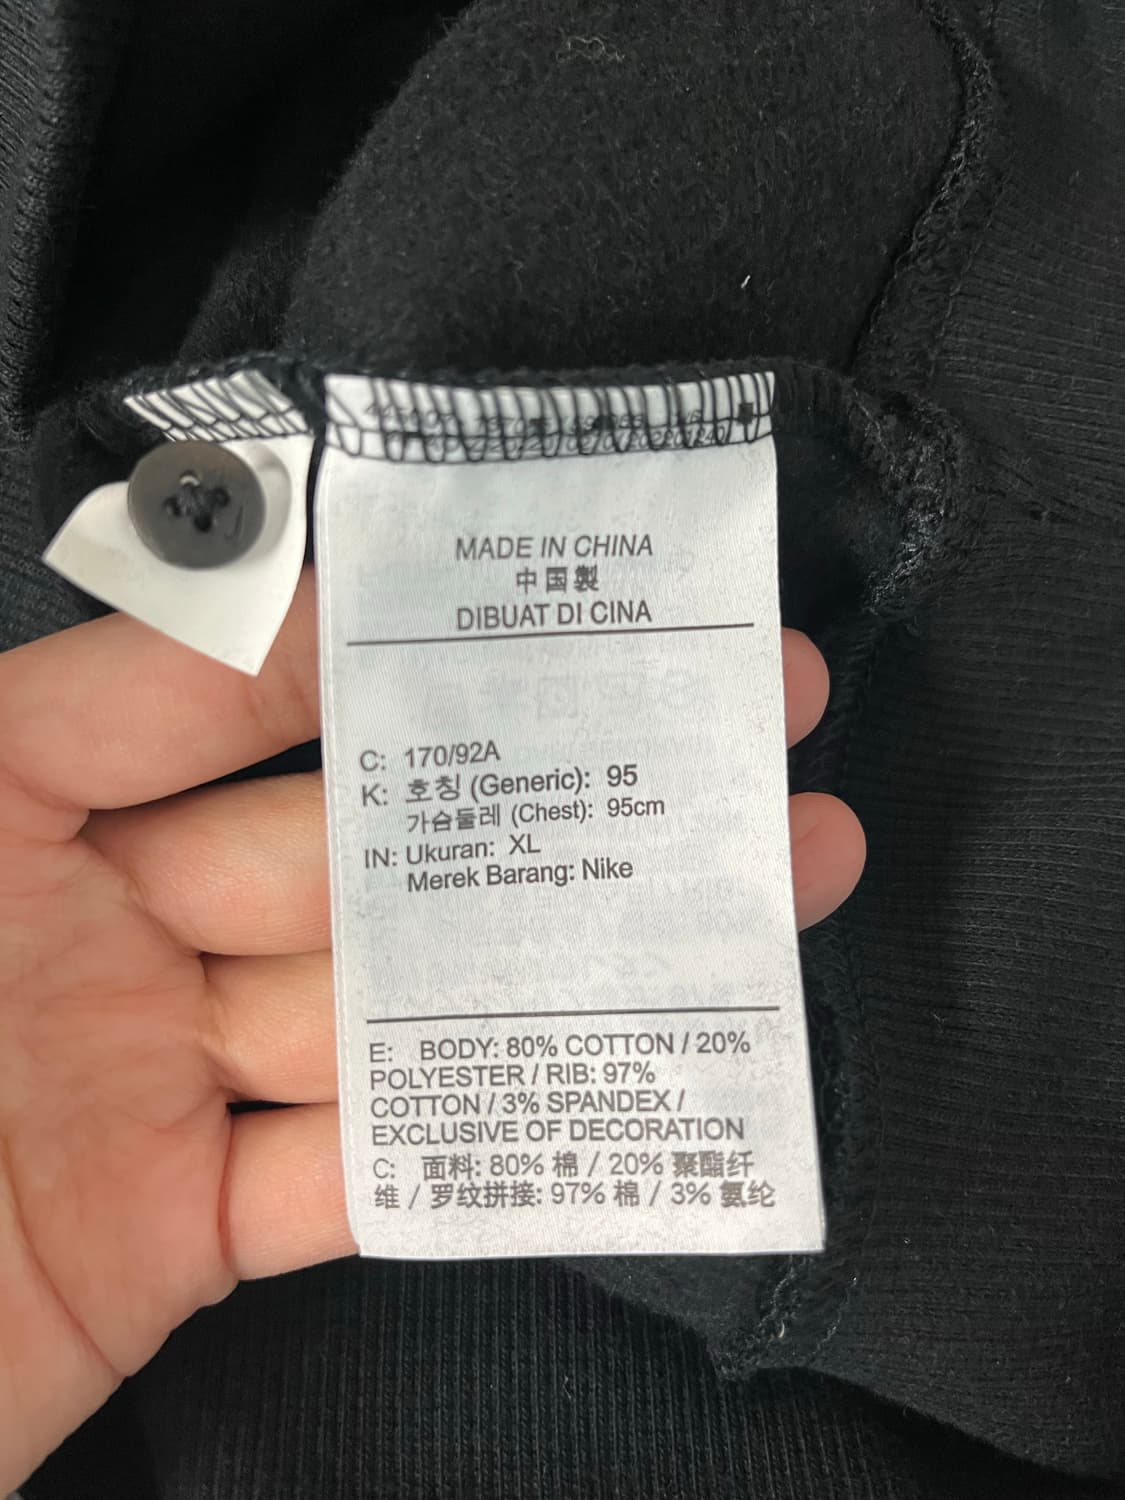 MADE IN CHINA
中国製
DIBUAT DI CINA
C: 170/92A
K: 호칭 (Generic): 95
가슴둘레 (Chest): 95cm
IN: Ukuran: XL
Merek Barang: Nike
E: BODY: 80% COTTON / 20%
POLYESTER / RIB: 97%
COTTON / 3% SPANDEX /
EXCLUSIVE OF DECORATION
C: 面料: 80% 棉 / 20% 聚酯纤
维 / 罗纹拼接: 97% 棉 / 3% 氨纶